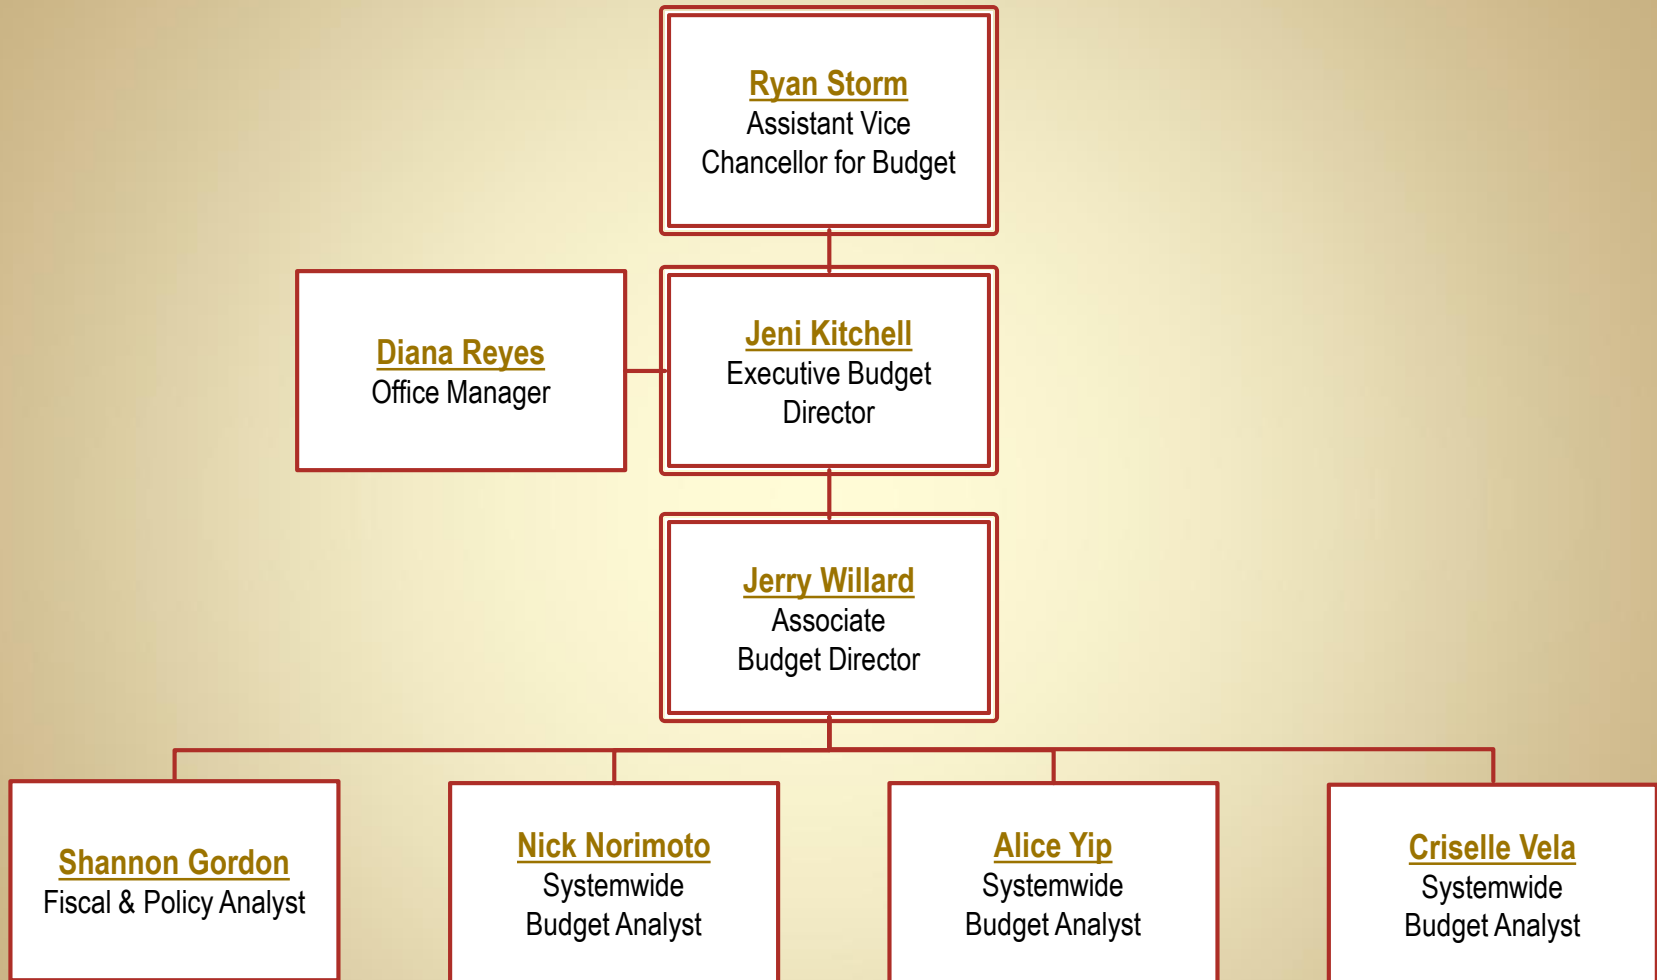 Ryan Storm
Assistant Vice
Chancellor for Budget
Diana Reyes
Office Manager
Jeni Kitchell
Executive Budget
Director
Jerry Willard
Associate
Budget Director
Shannon Gordon
Fiscal & Policy Analyst
Nick Norimoto
Systemwide
Budget Analyst
Alice Yip
Systemwide
Budget Analyst
Criselle Vela
Systemwide
Budget Analyst